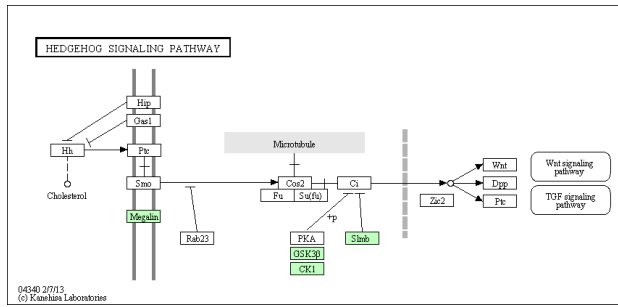 HEDGEHOG SIGNALING PATHWAY
Hip
Gas1
Hh
Ptc
Microtubule
Cholesterol
Smo
Cos2
Ci
Fu
Su(fu)
Megalin
Rab23
+p
PKA
Slmb
GSK3β
CK1
Zic2
Wnt
Dpp
Ptc
Wnt signaling
pathway
TGF signaling
pathway
04340 2/7/13
(c) Kanehisa Laboratories